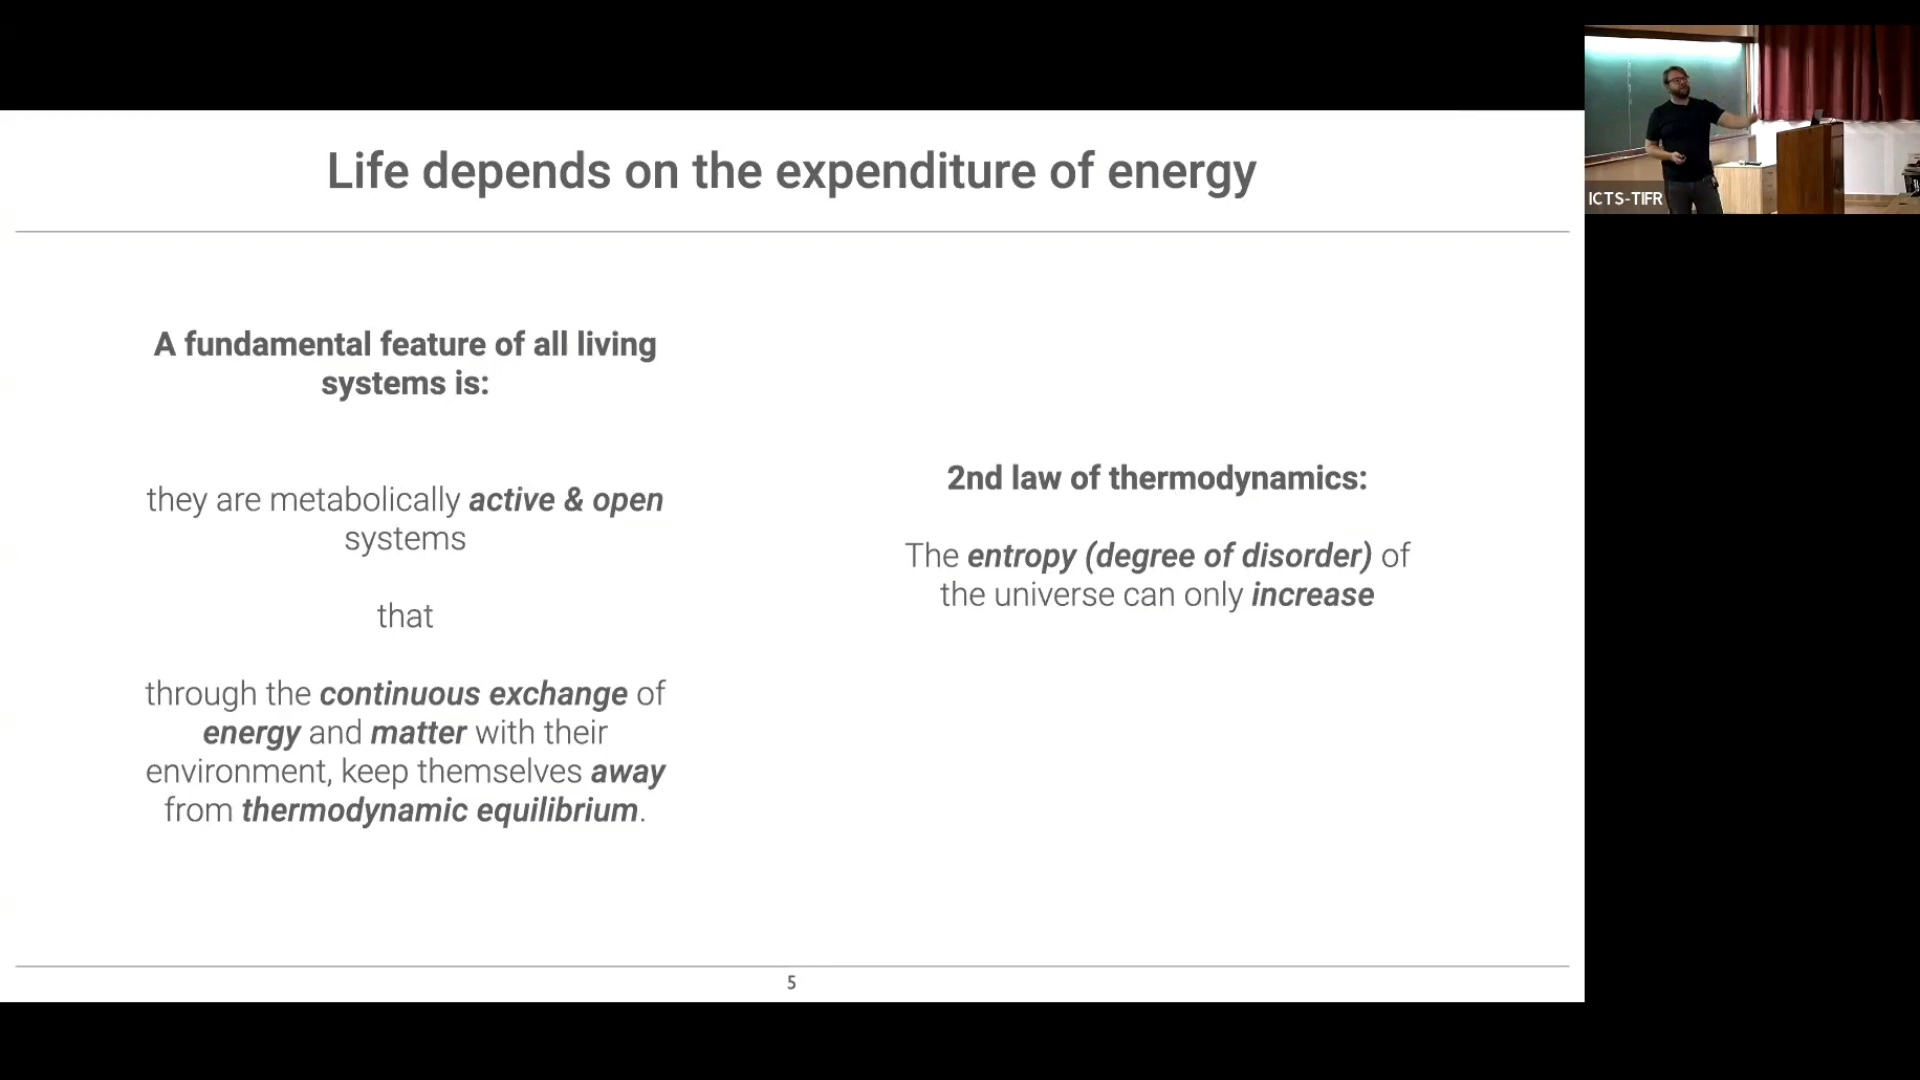 Life depends on the expenditure of energy
A fundamental feature of all living
systems is:
they are metabolically active & open
systems
that
through the continuous exchange of
energy and matter with their
environment, keep themselves away
from thermodynamic equilibrium.
2nd law of thermodynamics:
The entropy (degree of disorder) of
the universe can only increase
5
ICTS-TIFR